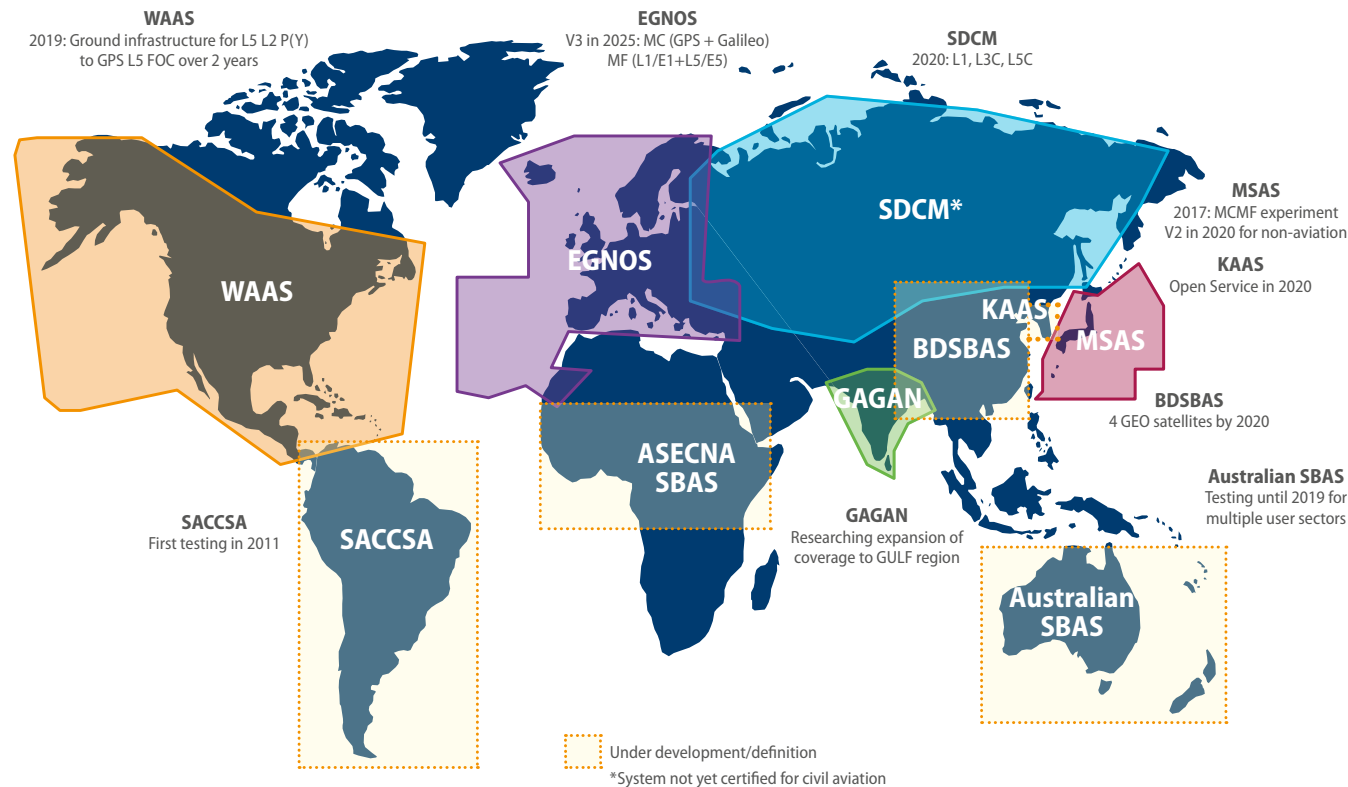 WAAS
2019: Ground infrastructure for L5 L2 P(Y)
to GPS L5 FOC over 2 years
EGNOS
V3 in 2025: MC (GPS + Galileo)
MF (L1/E1+L5/E5)
SDCM
2020: L1, L3C, L5C
MSAS
2017: MCMF experiment
V2 in 2020 for non-aviation
KAAS
Open Service in 2020
SDCM*
EGNOS
WAAS
KAAS
MSAS
BDSBAS
GAGAN
BDSBAS
4 GEO satellites by 2020
ASECNA
SBAS
Australian SBAS
Testing until 2019 for
multiple user sectors
SACCSA
First testing in 2011
SACCSA
GAGAN
Researching expansion of
coverage to GULF region
Australian
SBAS
Under development/definition
*System not yet certified for civil aviation